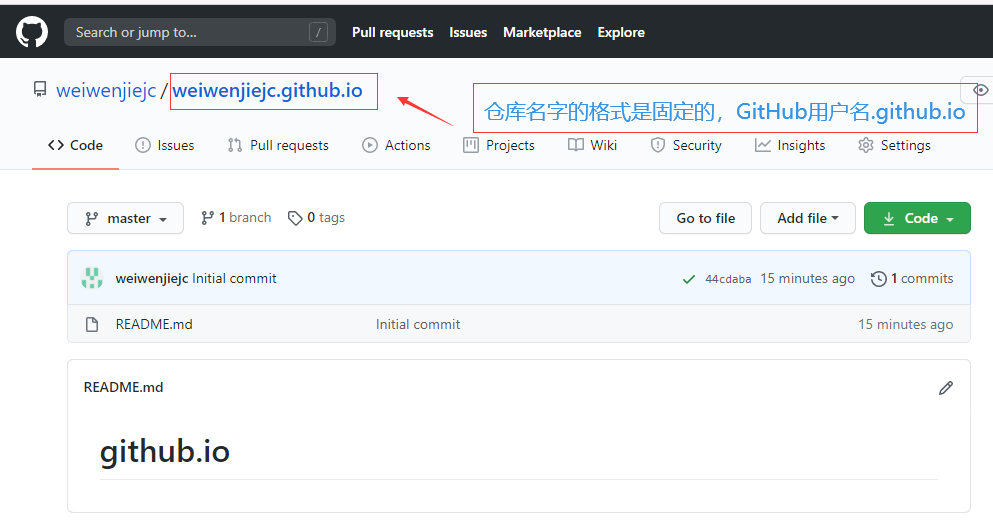 Search or jump to... /
Pull requests Issues Marketplace Explore
weiwenjiejc / weiwenjiejc.github.io
仓库名字的格式是固定的，GitHub用户名.github.io
Code Issues Pull requests Actions Projects Wiki Security Insights Settings
master 1 branch 0 tags Go to file Add file Code
weiwenjiejc Initial commit 44cdaba 15 minutes ago 1 commits
README.md Initial commit 15 minutes ago
README.md
github.io